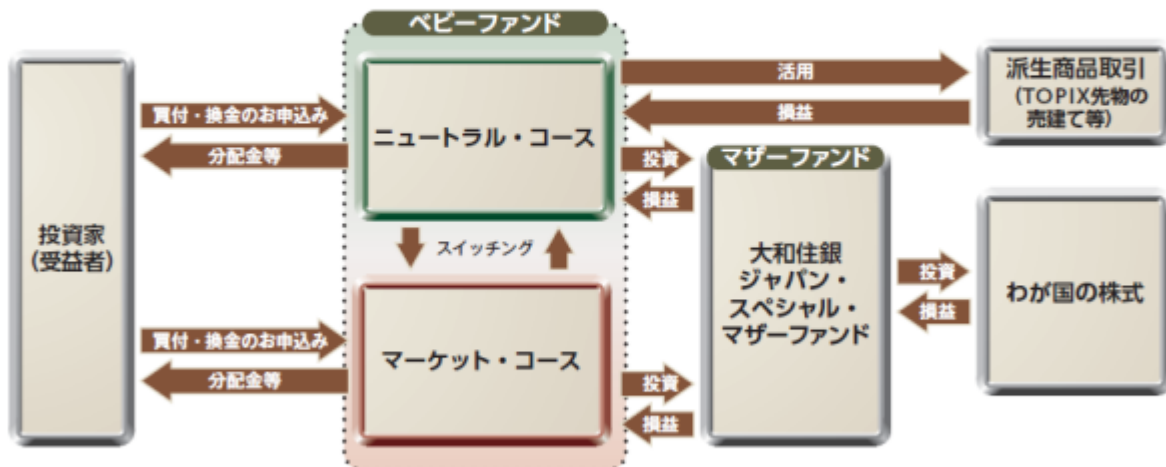 ベビーファンド
ニュートラル・コース
活用
損益
派生商品取引
(TOPIX先物の
売建て等)
買付・換金のお申込み
分配金等
投資
損益
マザーファンド
投資家
(受益者)
スイッチング
大和住銀
ジャパン・
スペシャル・
マザーファンド
投資
損益
わが国の株式
買付・換金のお申込み
分配金等
マーケット・コース
投資
損益